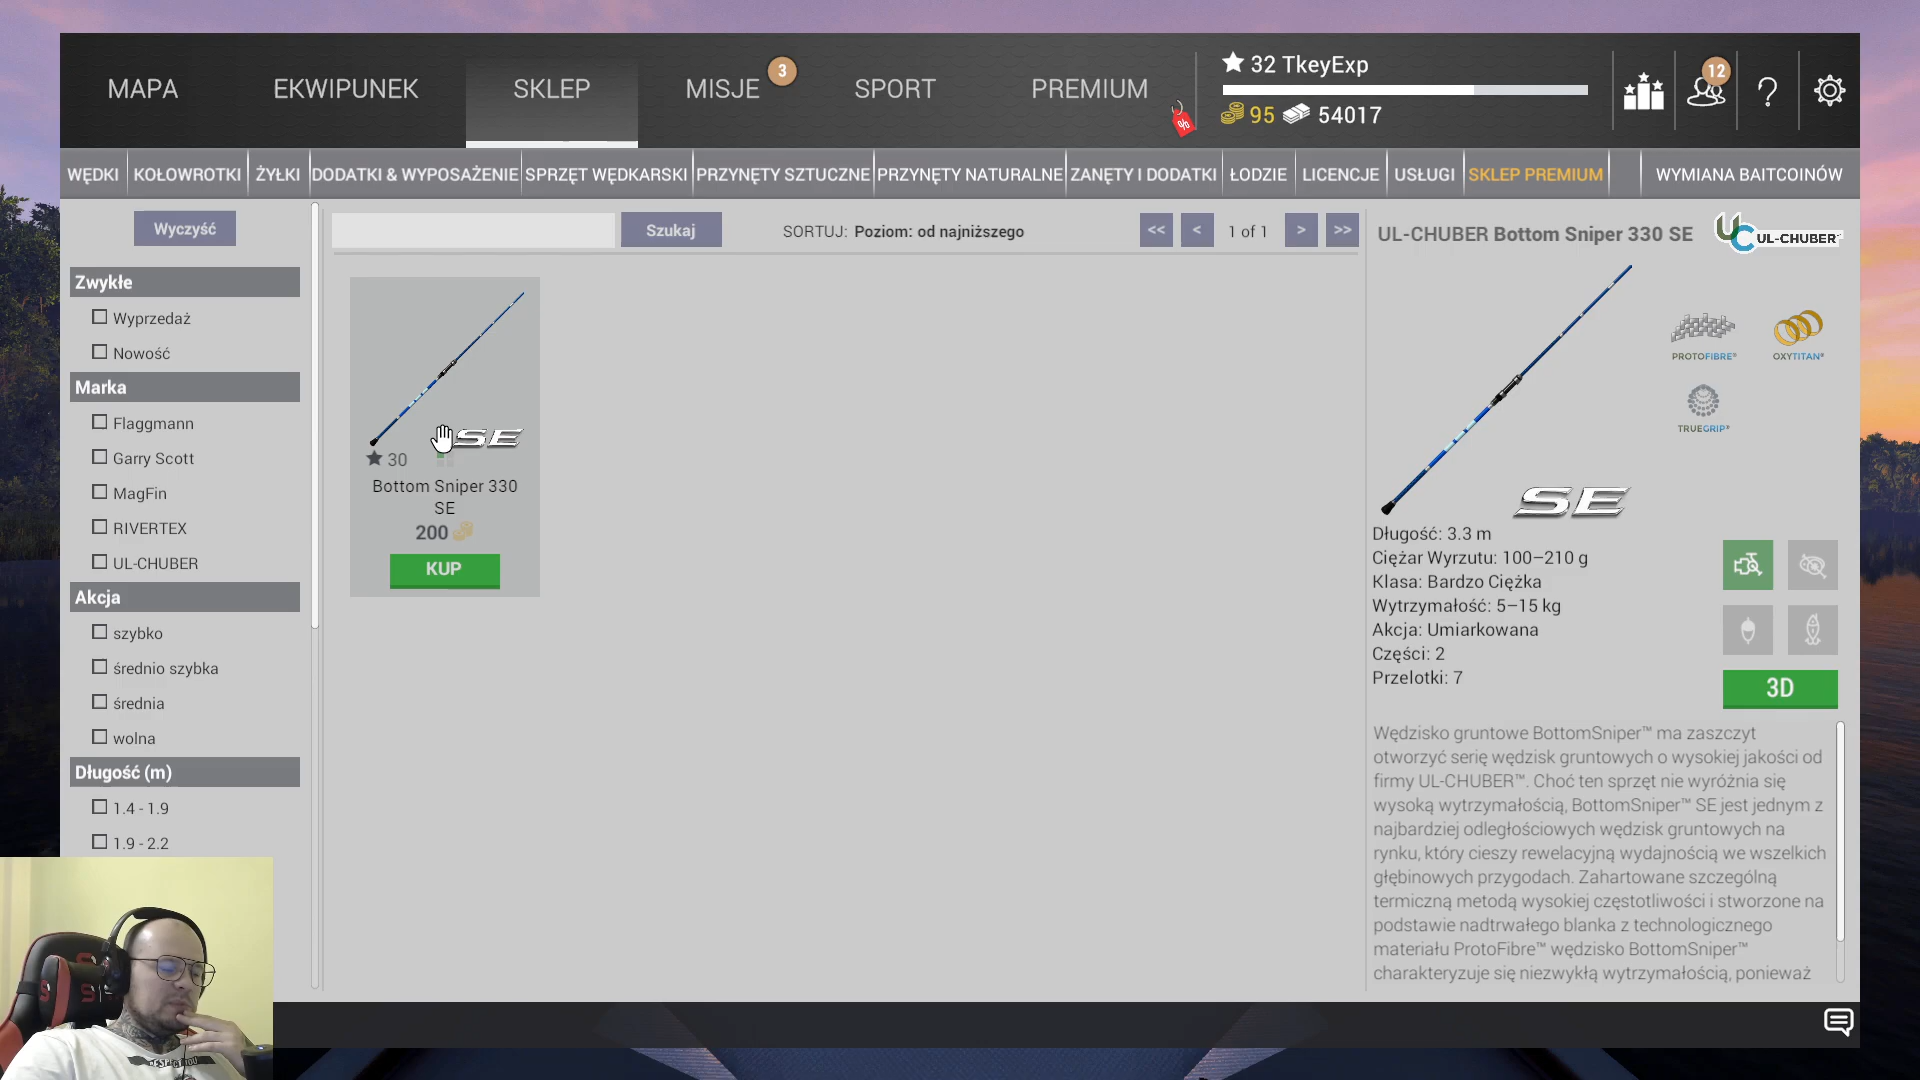 MAPA
EKWIPUNEK
SKLEP
MISJE
3
SPORT
PREMIUM
%
32 TkeyExp
95 54017
12
?
WĘDKI
KOŁOWROTKI
ŻYŁKI
DODATKI & WYPOSAŻENIE
SPRZĘT WĘDKARSKI
PRZYNĘTY SZTUCZNE
PRZYNĘTY NATURALNE
ZANĘTY I DODATKI
ŁODZIE
LICENCJE
USŁUGI
SKLEP PREMIUM
WYMIANA BAITCOINÓW
Wyczyść
Zwykłe
Wyprzedaż
Nowość
Marka
Flaggmann
Garry Scott
MagFin
RIVERTEX
UL-CHUBER
Akcja
szybko
średnio szybka
średnia
wolna
Długość (m)
1.4 - 1.9
1.9 - 2.2
Szukaj
SORTUJ: Poziom: od najniższego
<<
<
1 of 1
>
>>
SE
30
Bottom Sniper 330
SE
200
KUP
UL-CHUBER Bottom Sniper 330 SE
UC UL-CHUBER
PROTOFIBRE®
OXYTITAN®
TRUEGRIP®
SE
Długość: 3.3 m
Ciężar Wyrzutu: 100–210 g
Klasa: Bardzo Ciężka
Wytrzymałość: 5–15 kg
Akcja: Umiarkowana
Części: 2
Przelotki: 7
3D
Wędzisko gruntowe BottomSniper™ ma zaszczyt
otworzyć serię wędzisk gruntowych o wysokiej jakości od
firmy UL-CHUBER™. Choć ten sprzęt nie wyróżnia się
wysoką wytrzymałością, BottomSniper™ SE jest jednym z
najbardziej odległościowych wędzisk gruntowych na
rynku, który cieszy rewelacyjną wydajnością we wszelkich
głębinowych przygodach. Zahartowane szczególną
termiczną metodą wysokiej częstotliwości i stworzone na
podstawie nadtrwałego blanka z technologicznego
materiału ProtoFibre™ wędzisko BottomSniper™
charakteryzuje się niezwykłą wytrzymałością, ponieważ